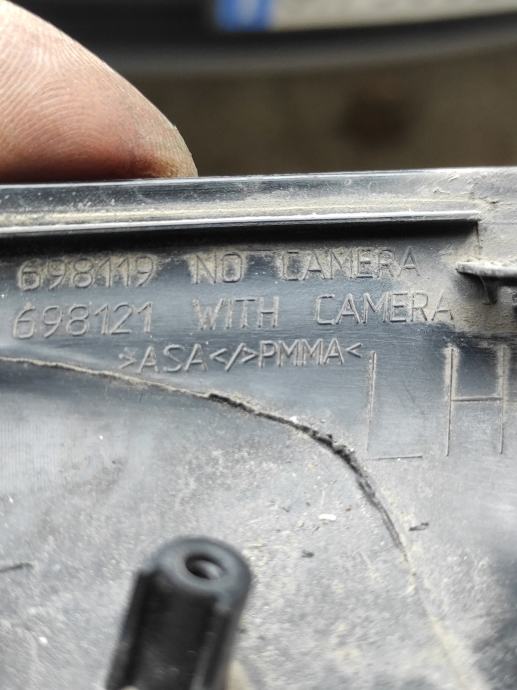 698119 NO CAMERA
698121 WITH CAMERA
>ASA</>PMMA<
LH